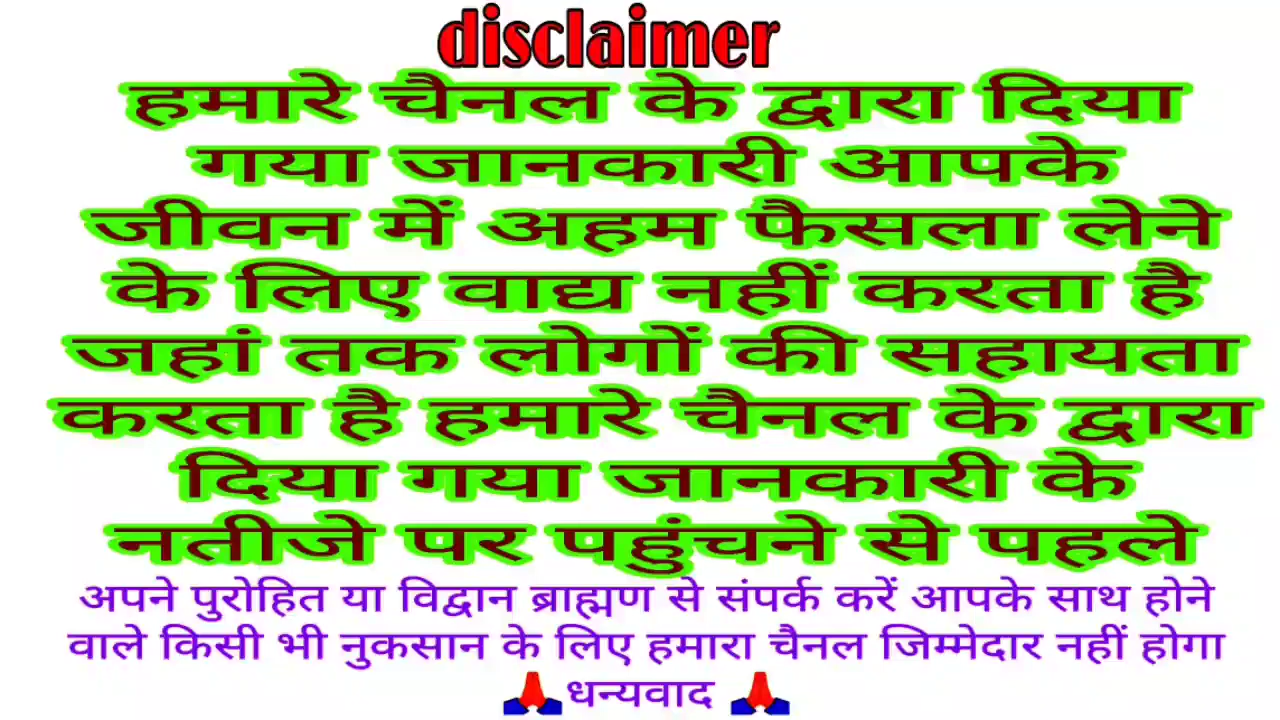 disclaimer
हमारे चैनल के द्वारा दिया
गया जानकारी आपके
जीवन में अहम फैसला लेने
के लिए वाद्य नहीं करता है
जहां तक लोगों की सहायता
करता है हमारे चैनल के द्वारा
दिया गया जानकारी के
नतीजे पर पहुंचने से पहले
अपने पुरोहित या विद्वान ब्राह्मण से संपर्क करें आपके साथ होने
वाले किसी भी नुकसान के लिए हमारा चैनल जिम्मेदार नहीं होगा
🙏धन्यवाद 🙏